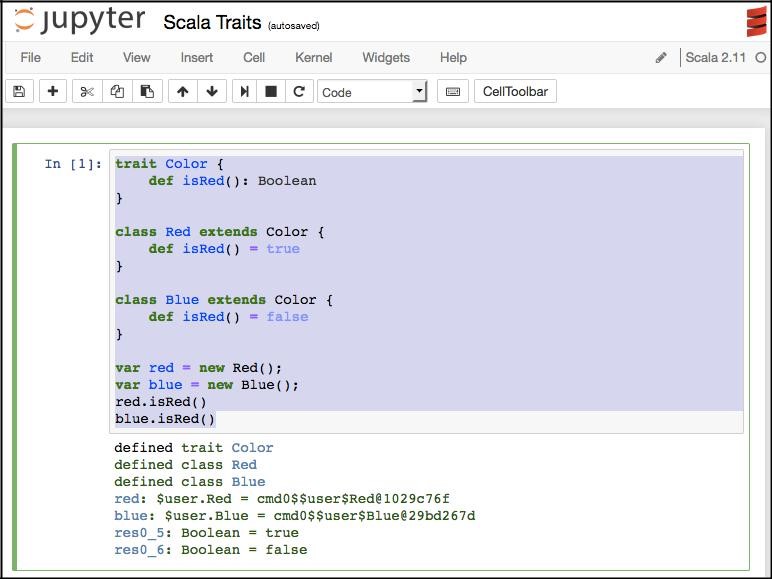 jupyter Scala Traits (autosaved)
File Edit View Insert Cell Kernel Widgets Help Scala 2.11
Code CellToolbar
In [1]: trait Color {
    def isRed(): Boolean
}
class Red extends Color {
    def isRed() = true
}
class Blue extends Color {
    def isRed() = false
}
var red = new Red();
var blue = new Blue();
red.isRed()
blue.isRed()
defined trait Color
defined class Red
defined class Blue
red: $user.Red = cmd0$$user$Red@1029c76f
blue: $user.Blue = cmd0$$user$Blue@29bd267d
res0_5: Boolean = true
res0_6: Boolean = false